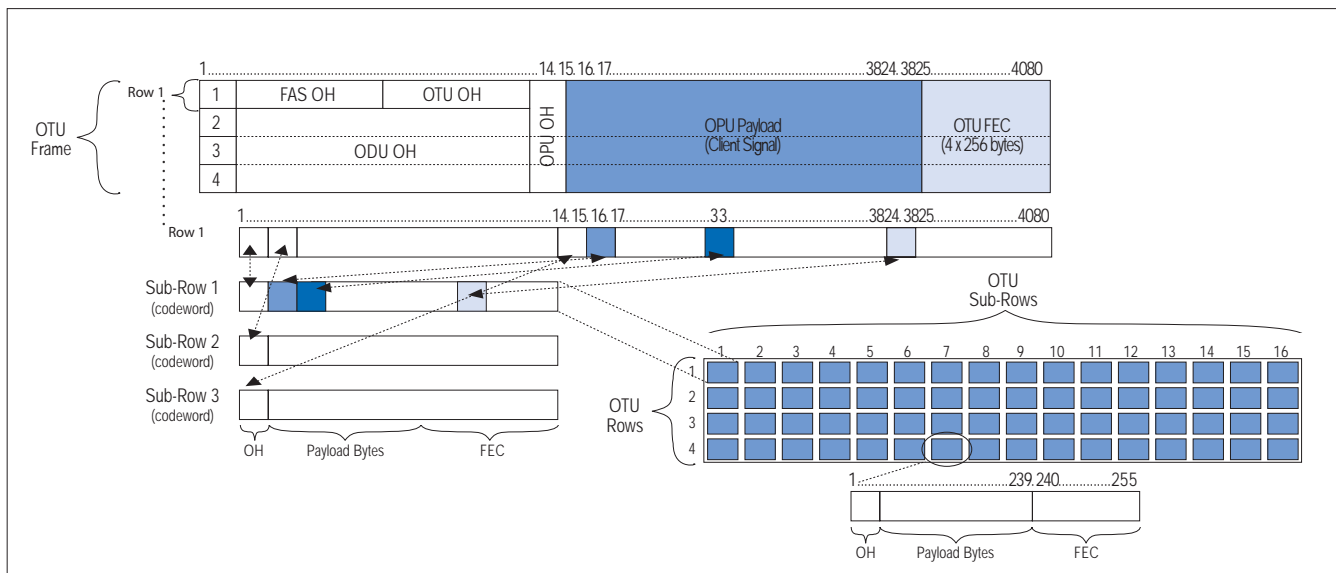 1............................................14.15.16.17............................3824.3825................4080
Row 1
1
FAS OH
OTU OH
2
3
ODU OH
4
OPU OH
OPU Payload
(Client Signal)
OTU FEC
(4 x 256 bytes)
OTU
Frame
1............................................14.15.16.17................33................3824.3825................4080
Row 1
Sub-Row 1
(codeword)
Sub-Row 2
(codeword)
Sub-Row 3
(codeword)
OH
Payload Bytes
FEC
OTU
Sub-Rows
1 2 3 4 5 6 7 8 9 10 11 12 13 14 15 16
OTU
Rows
1
2
3
4
1................................239.240................255
OH
Payload Bytes
FEC